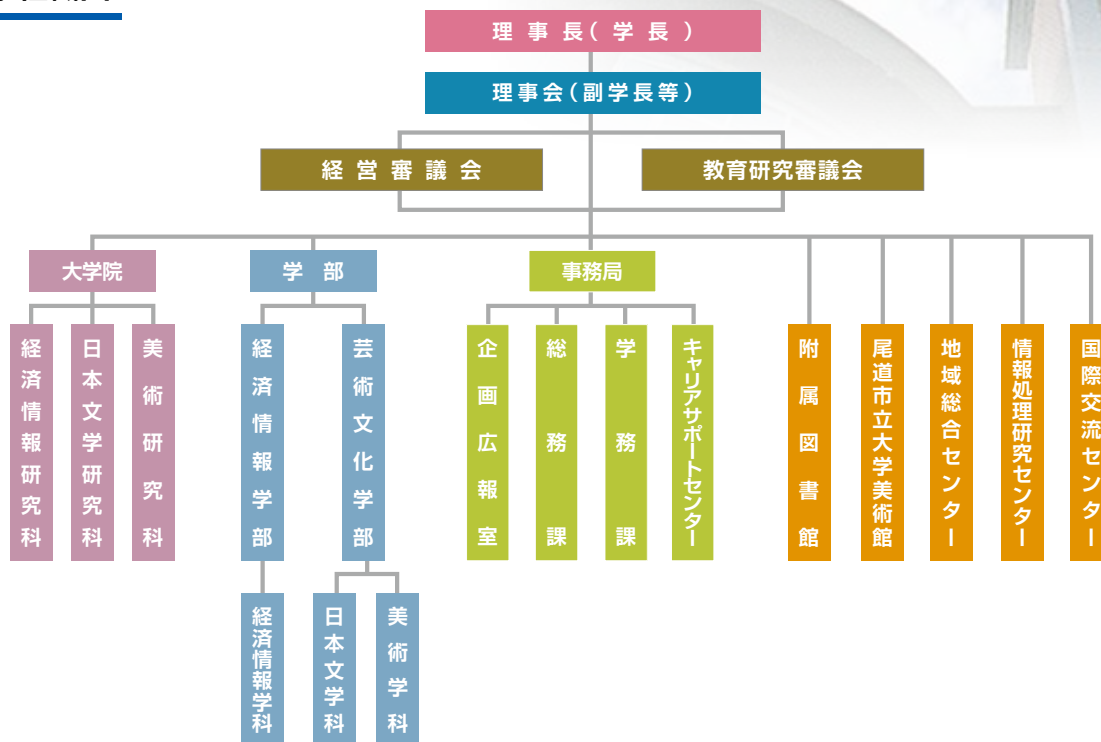 理事長(学長)
理事会(副学長等)
経営審議会
教育研究審議会
大学院
学部
事務局
経済情報研究科
日本文学研究科
美術研究科
経済情報学部
芸術文化学部
企画広報室
総務課
学務課
キャリアサポートセンター
附属図書館
尾道市立大学美術館
地域総合センター
情報処理研究センター
国際交流センター
経済情報学科
日本文学科
美術学科